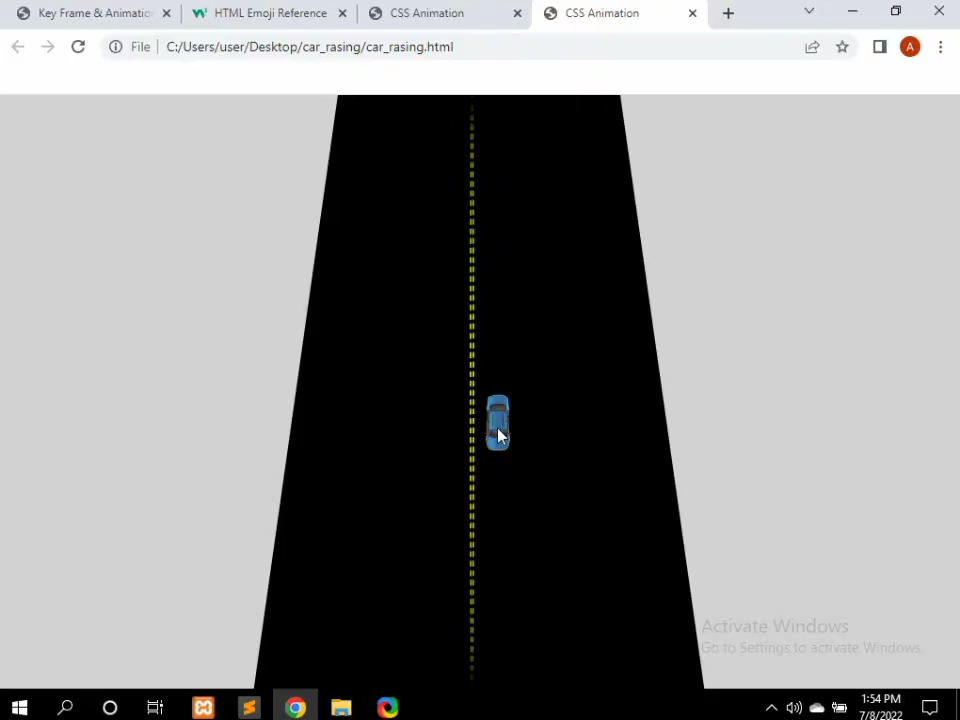 Key Frame & Animatio
HTML Emoji Reference
CSS Animation
CSS Animation
File
C:/Users/user/Desktop/car_rasing/car_rasing.html
A
Activate Windows
Go to Settings to activate Windows.
1:54 PM
7/8/2022